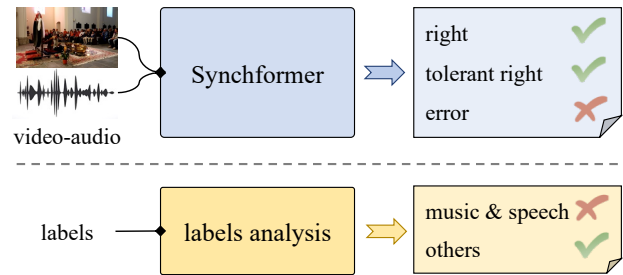 Synchformer
right
tolerant right
error
video-audio
labels
labels analysis
music & speech
others